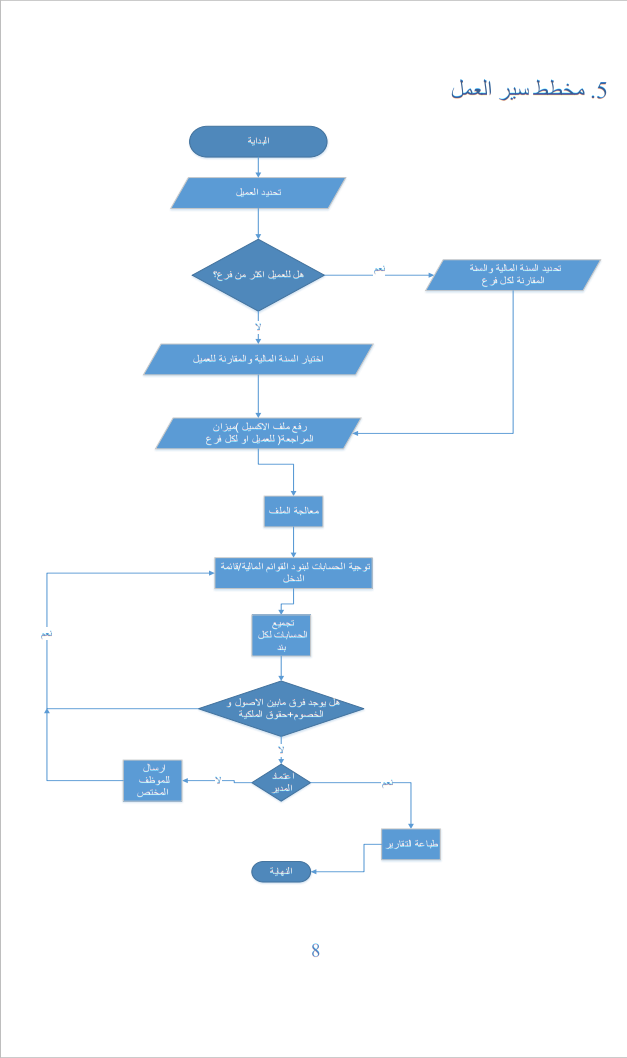 5. مخطط سير العمل
البداية
تحديد العميل
هل للعميل اكثر من فرع؟
نعم
تحديد السنة المالية والسنة
المقارنة لكل فرع
لا
اختيار السنة المالية والمقارنة للعميل
رفع ملف الاكسيل )ميزان
المراجعة( للعميل او لكل فرع
معالجة الملف
توجية الحسابات لبنود القوائم المالية/قائمة
الدخل
تجميع
الحسابات لكل
بند
نعم
هل يوجد فرق مابين الاصول و
الخصوم+حقوق الملكية
لا
اعتماد
المدير
نعم
لا
ارسال
للموظف
المختص
طباعة التقارير
النهاية
8